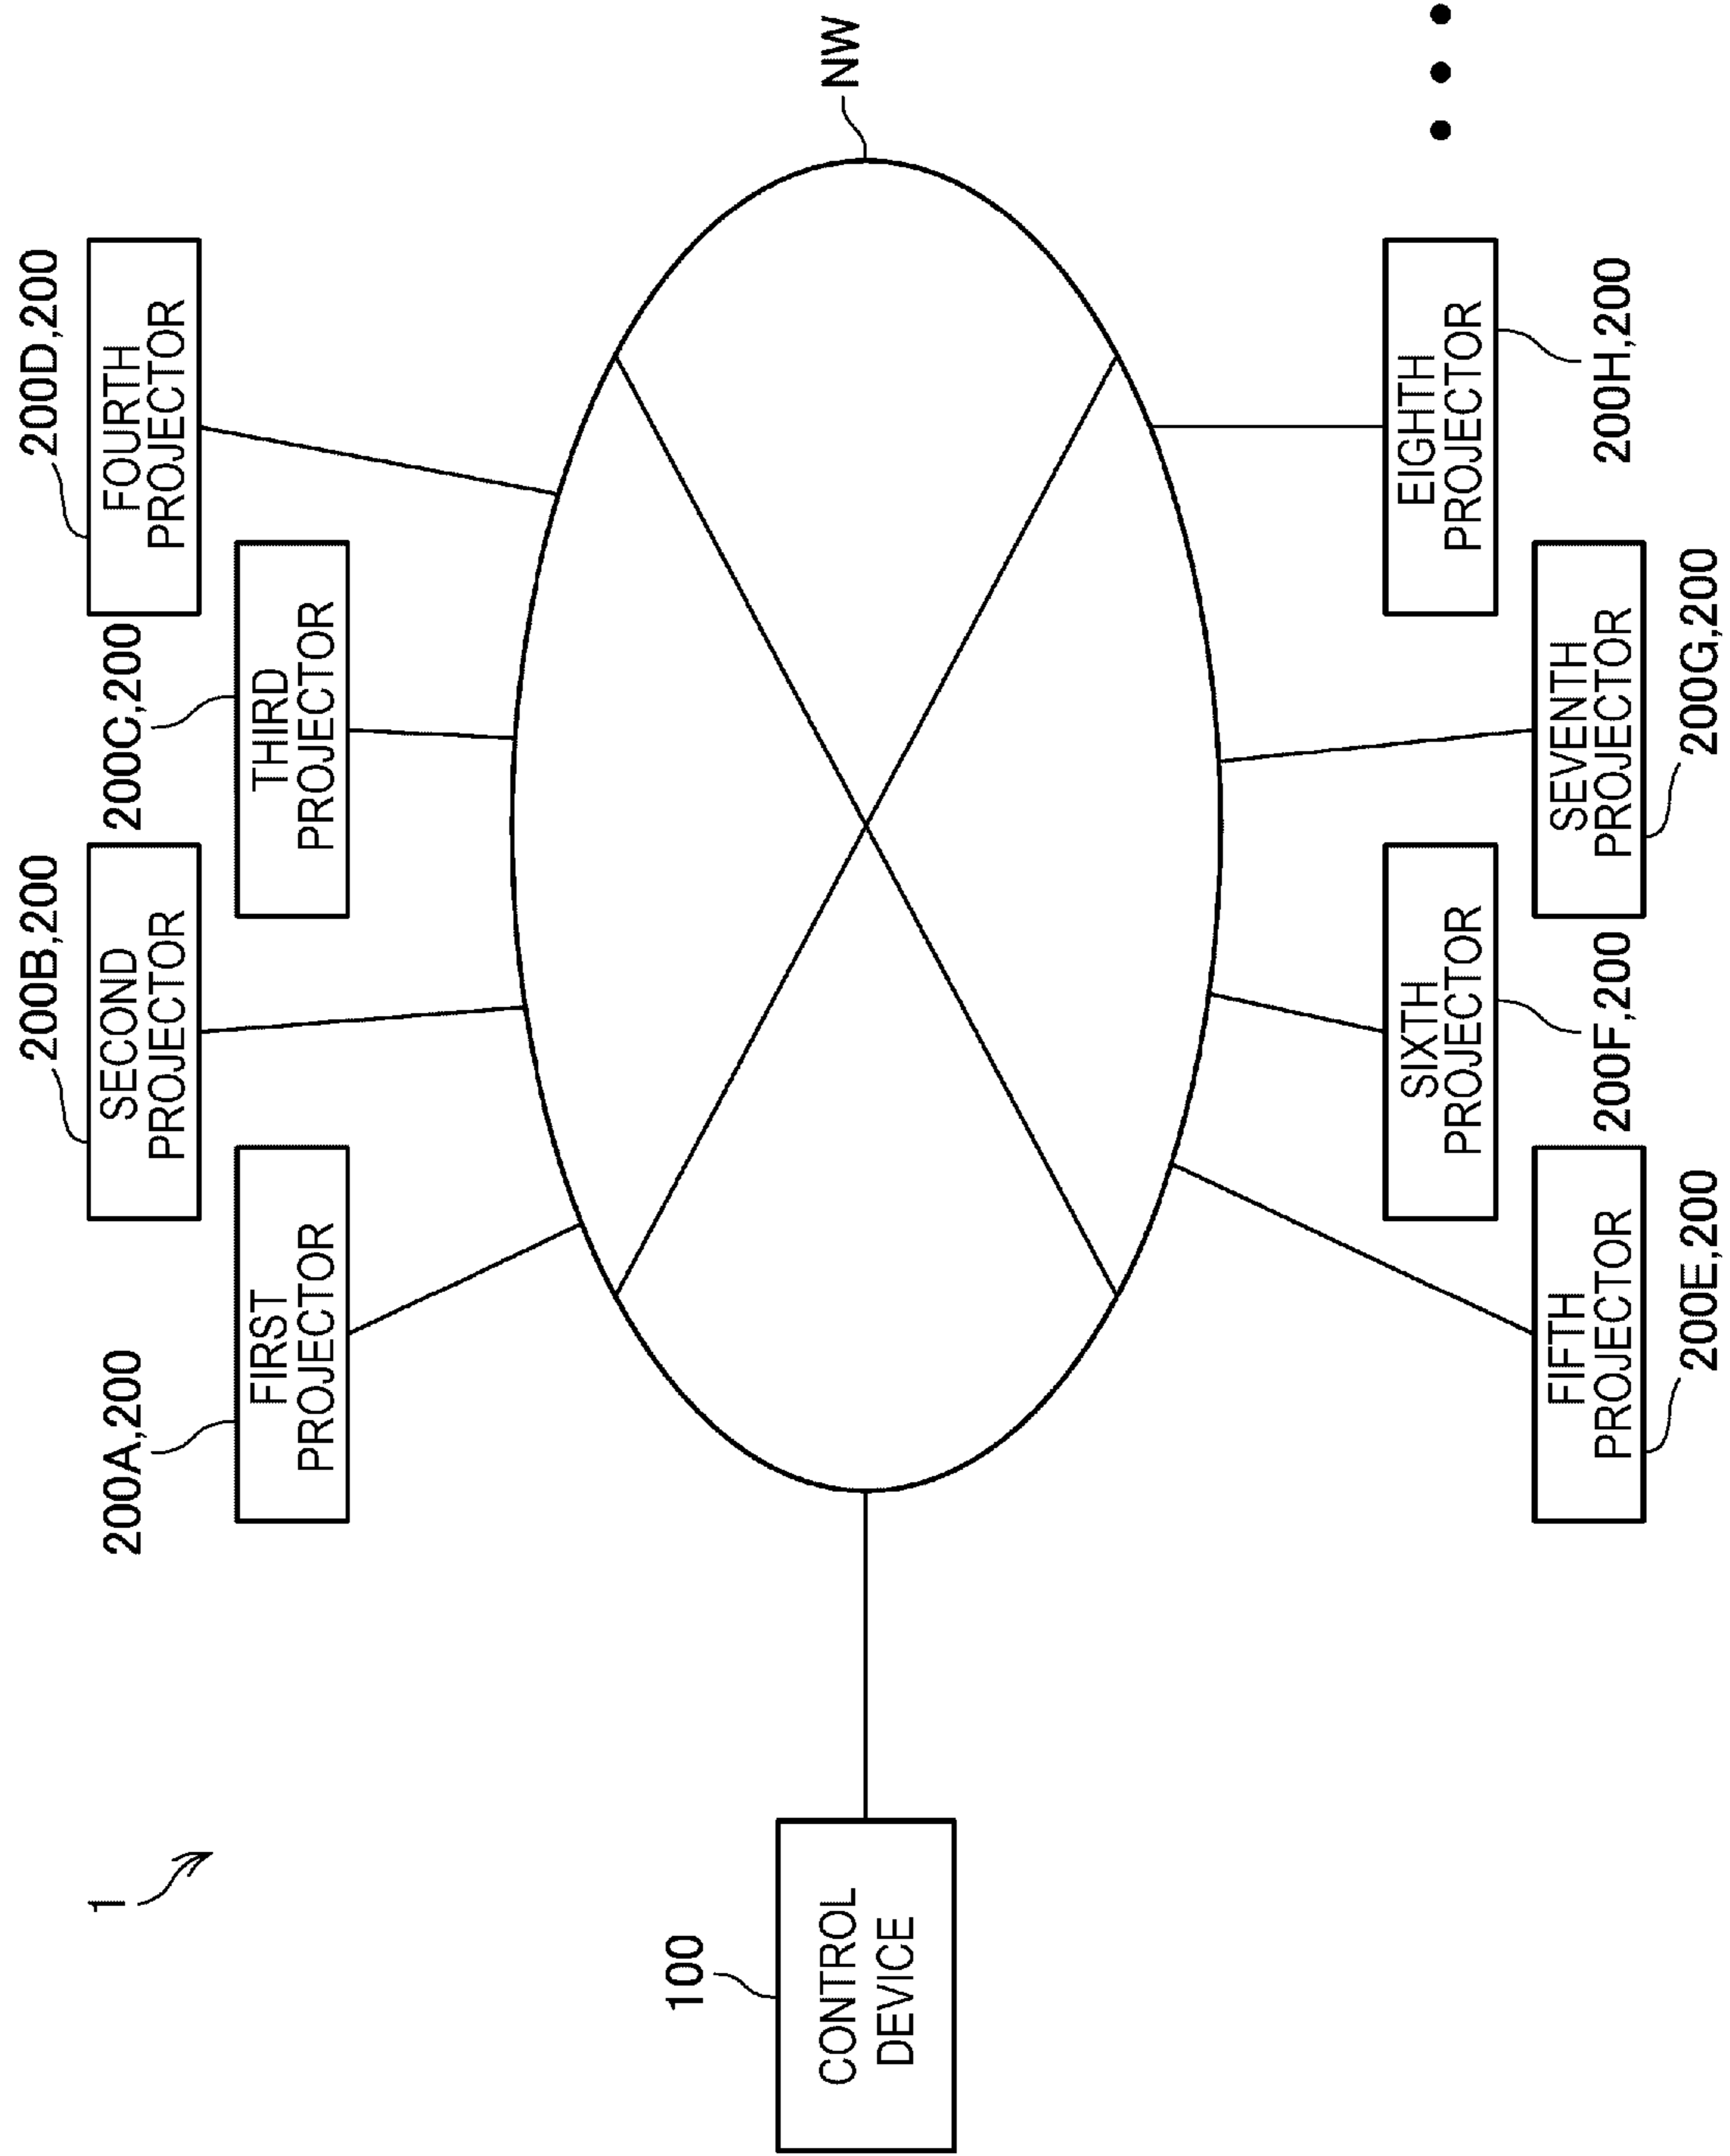 1
100
CONTROL
DEVICE
200A,200
FIRST
PROJECTOR
200B,200
SECOND
PROJECTOR
200C,200
THIRD
PROJECTOR
200D,200
FOURTH
PROJECTOR
NW
FIFTH
PROJECTOR
200E,200
SIXTH
PROJECTOR
200F,200
SEVENTH
PROJECTOR
200G,200
EIGHTH
PROJECTOR
200H,200